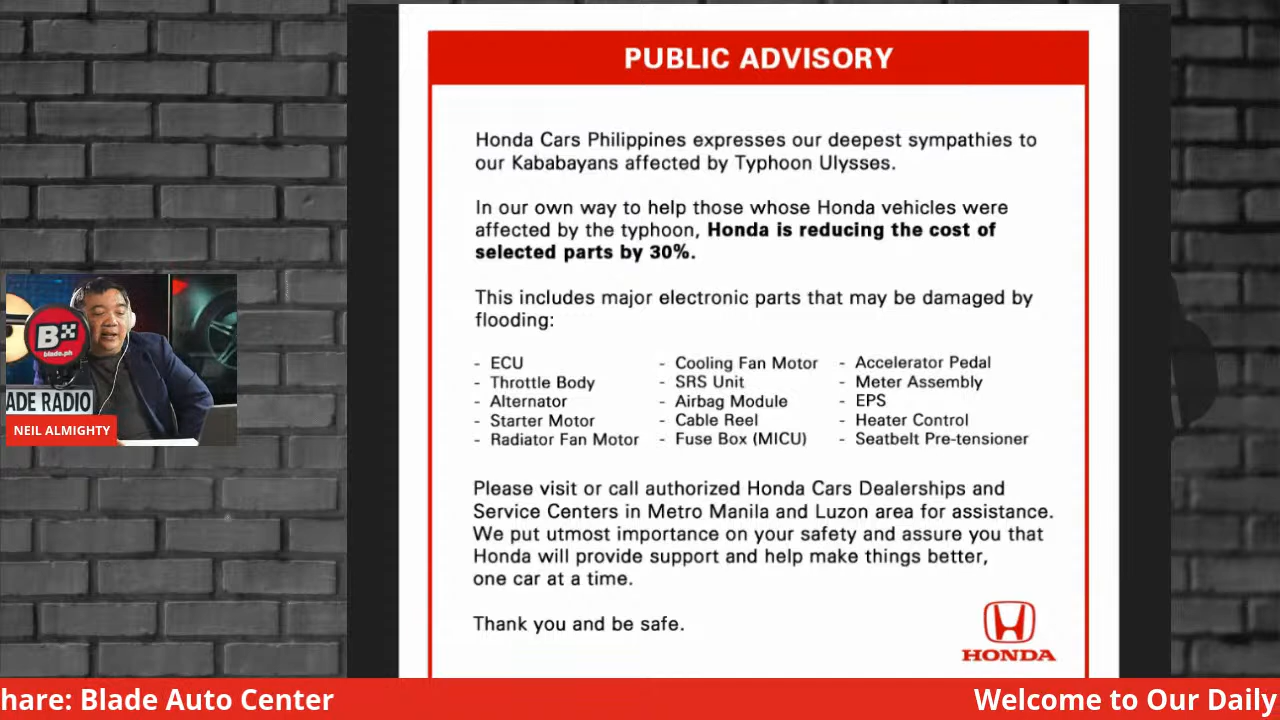 PUBLIC ADVISORY
Honda Cars Philippines expresses our deepest sympathies to
our Kababayans affected by Typhoon Ulysses.
In our own way to help those whose Honda vehicles were
affected by the typhoon, Honda is reducing the cost of
selected parts by 30%.
This includes major electronic parts that may be damaged by
flooding:
- ECU
- Throttle Body
- Alternator
- Starter Motor
- Radiator Fan Motor
- Cooling Fan Motor
- SRS Unit
- Airbag Module
- Cable Reel
- Fuse Box (MICU)
- Accelerator Pedal
- Meter Assembly
- EPS
- Heater Control
- Seatbelt Pre-tensioner
Please visit or call authorized Honda Cars Dealerships and
Service Centers in Metro Manila and Luzon area for assistance.
We put utmost importance on your safety and assure you that
Honda will provide support and help make things better,
one car at a time.
Thank you and be safe.
HONDA
B
blade.ph
ADE RADIO
NEIL ALMIGHTY
hare: Blade Auto Center
Welcome to Our Daily